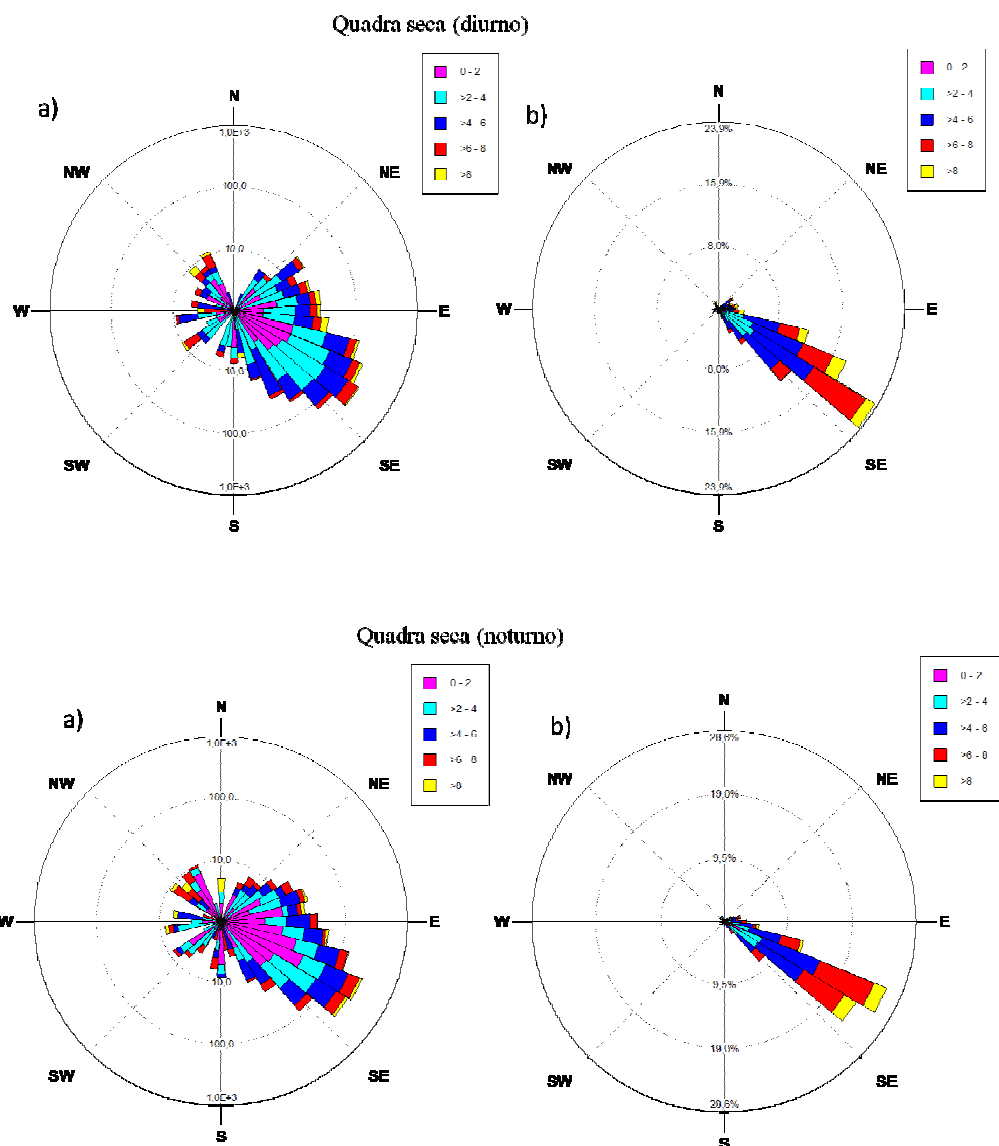 Quadra seca (diurno)
a)
N
NE
E
SE
S
SW
W
NW
1,0E+3
100,0
10,0
10,0
100,0
1,0E+3
0 - 2
>2 - 4
>4 - 6
>6 - 8
>8
b)
N
NE
E
SE
S
SW
W
NW
23,9%
15,9%
8,0%
8,0%
15,9%
23,9%
0 - 2
>2 - 4
>4 - 6
>6 - 8
>8
Quadra seca (noturno)
a)
N
NE
E
SE
S
SW
W
NW
1,0E+3
100,0
10,0
10,0
100,0
1,0E+3
0 - 2
>2 - 4
>4 - 6
>6 - 8
>8
b)
N
NE
E
SE
S
SW
W
NW
28,6%
19,0%
9,5%
9,5%
19,0%
28,6%
0 - 2
>2 - 4
>4 - 6
>6 - 8
>8